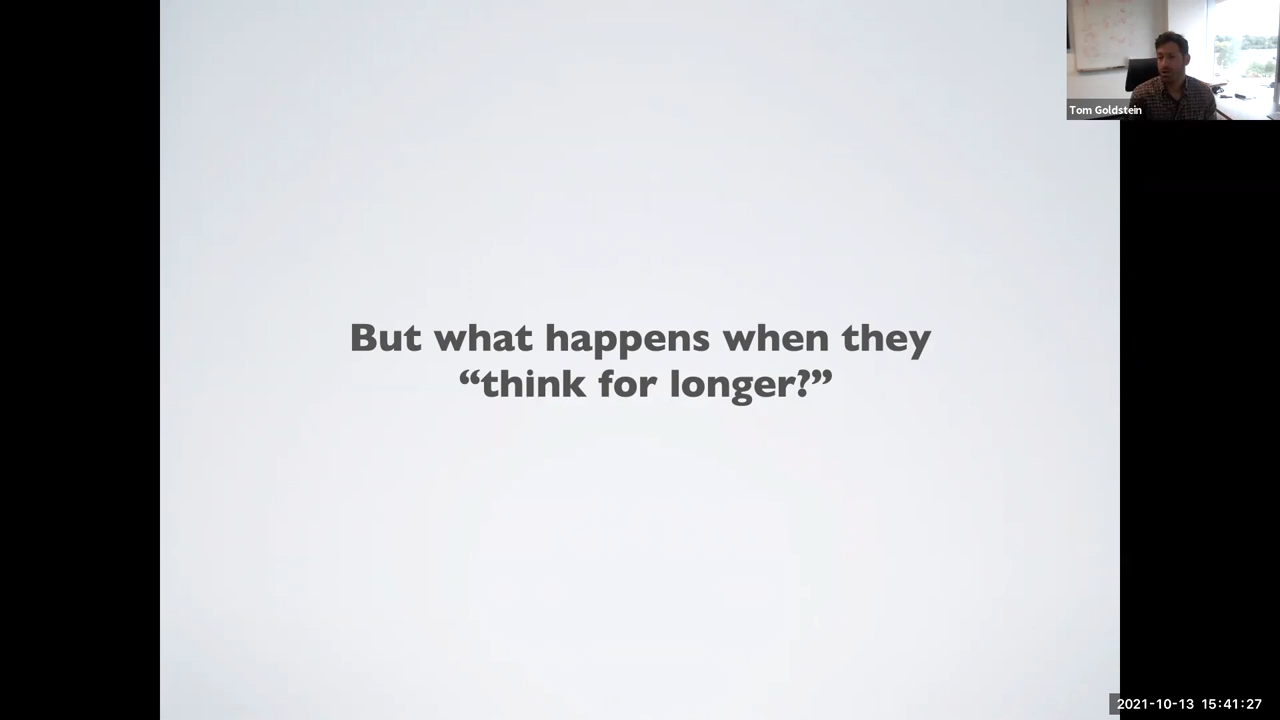 Tom Goldstein
But what happens when they
“think for longer?”
2021-10-13 15:41:27